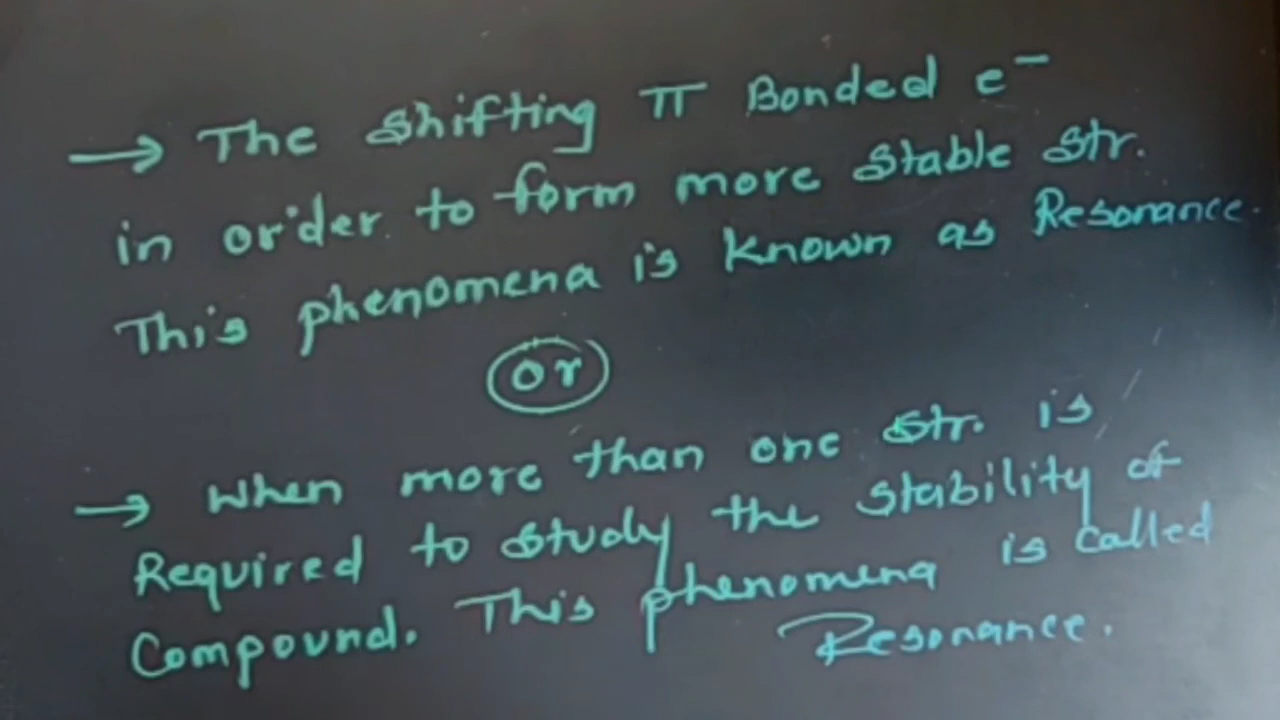 → The shifting π Bonded e⁻
in order to form more stable str.
This phenomena is known as Resonance.
or
→ When more than one str. is
Required to study the stability of
Compound. This phenomena is called
Resonance.